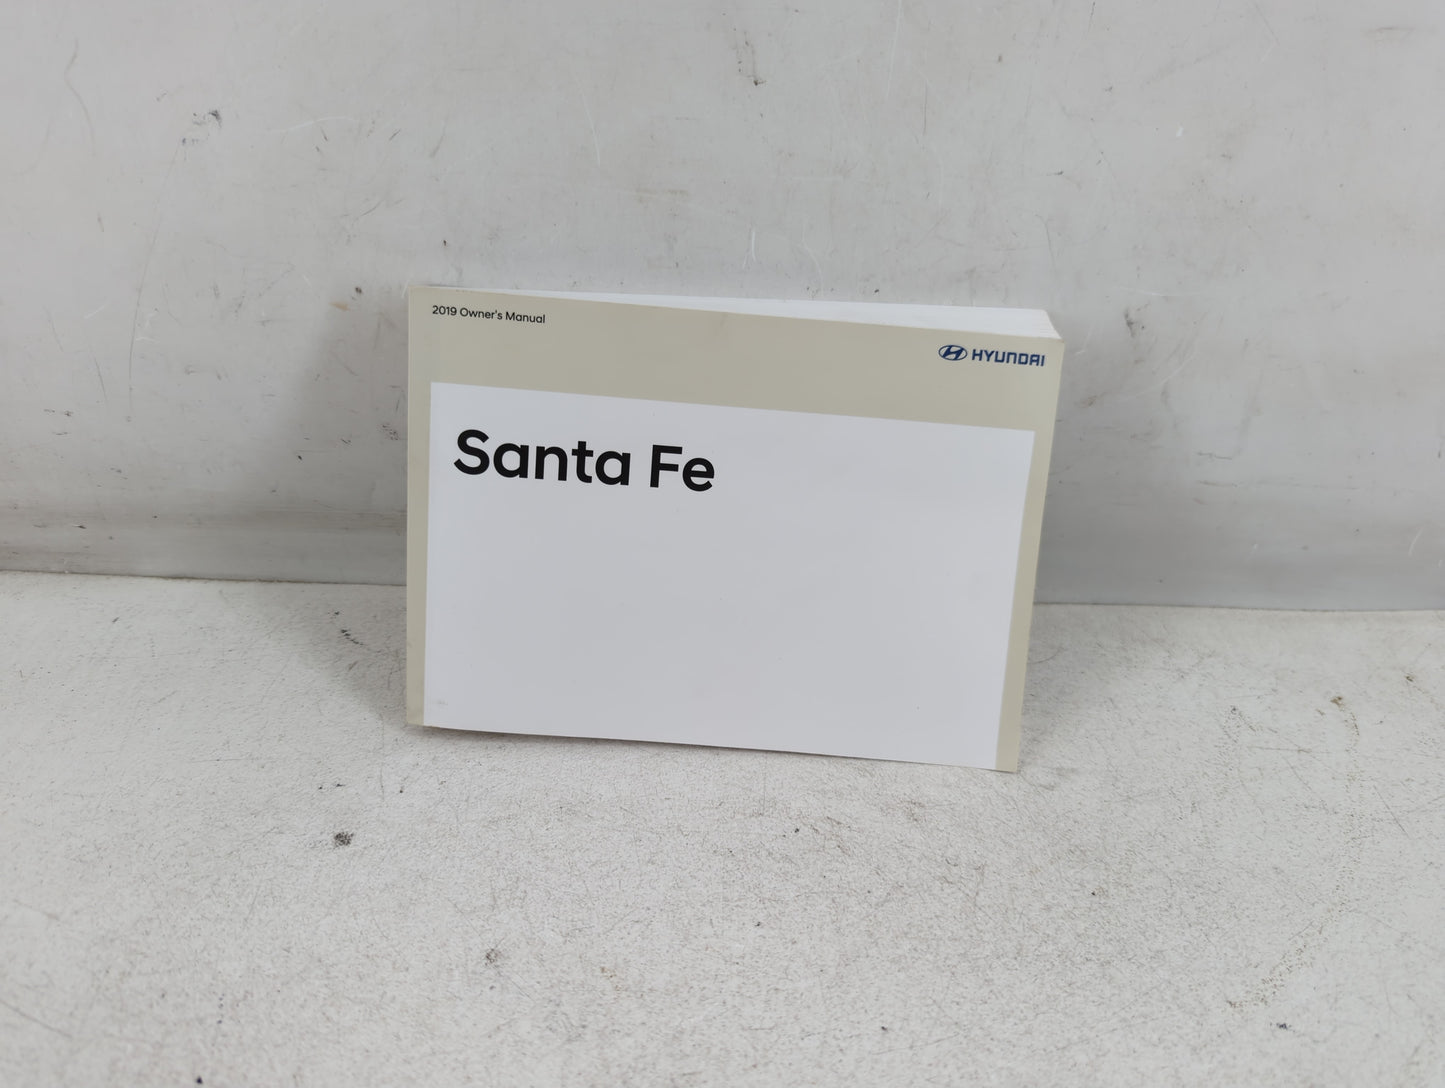 2019 Owner's Manual
HYUNDAI
Santa Fe